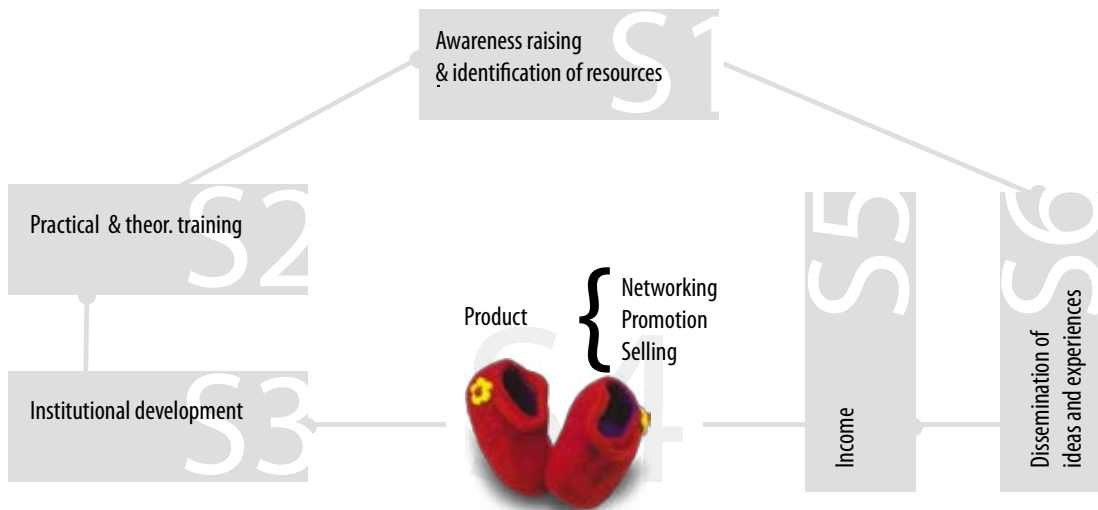 S1
Awareness raising
& identification of resources
S2
Practical & theor. training
S3
Institutional development
S4
Product
{
Networking
Promotion
Selling
S5
Income
S6
Dissemination of
ideas and experiences